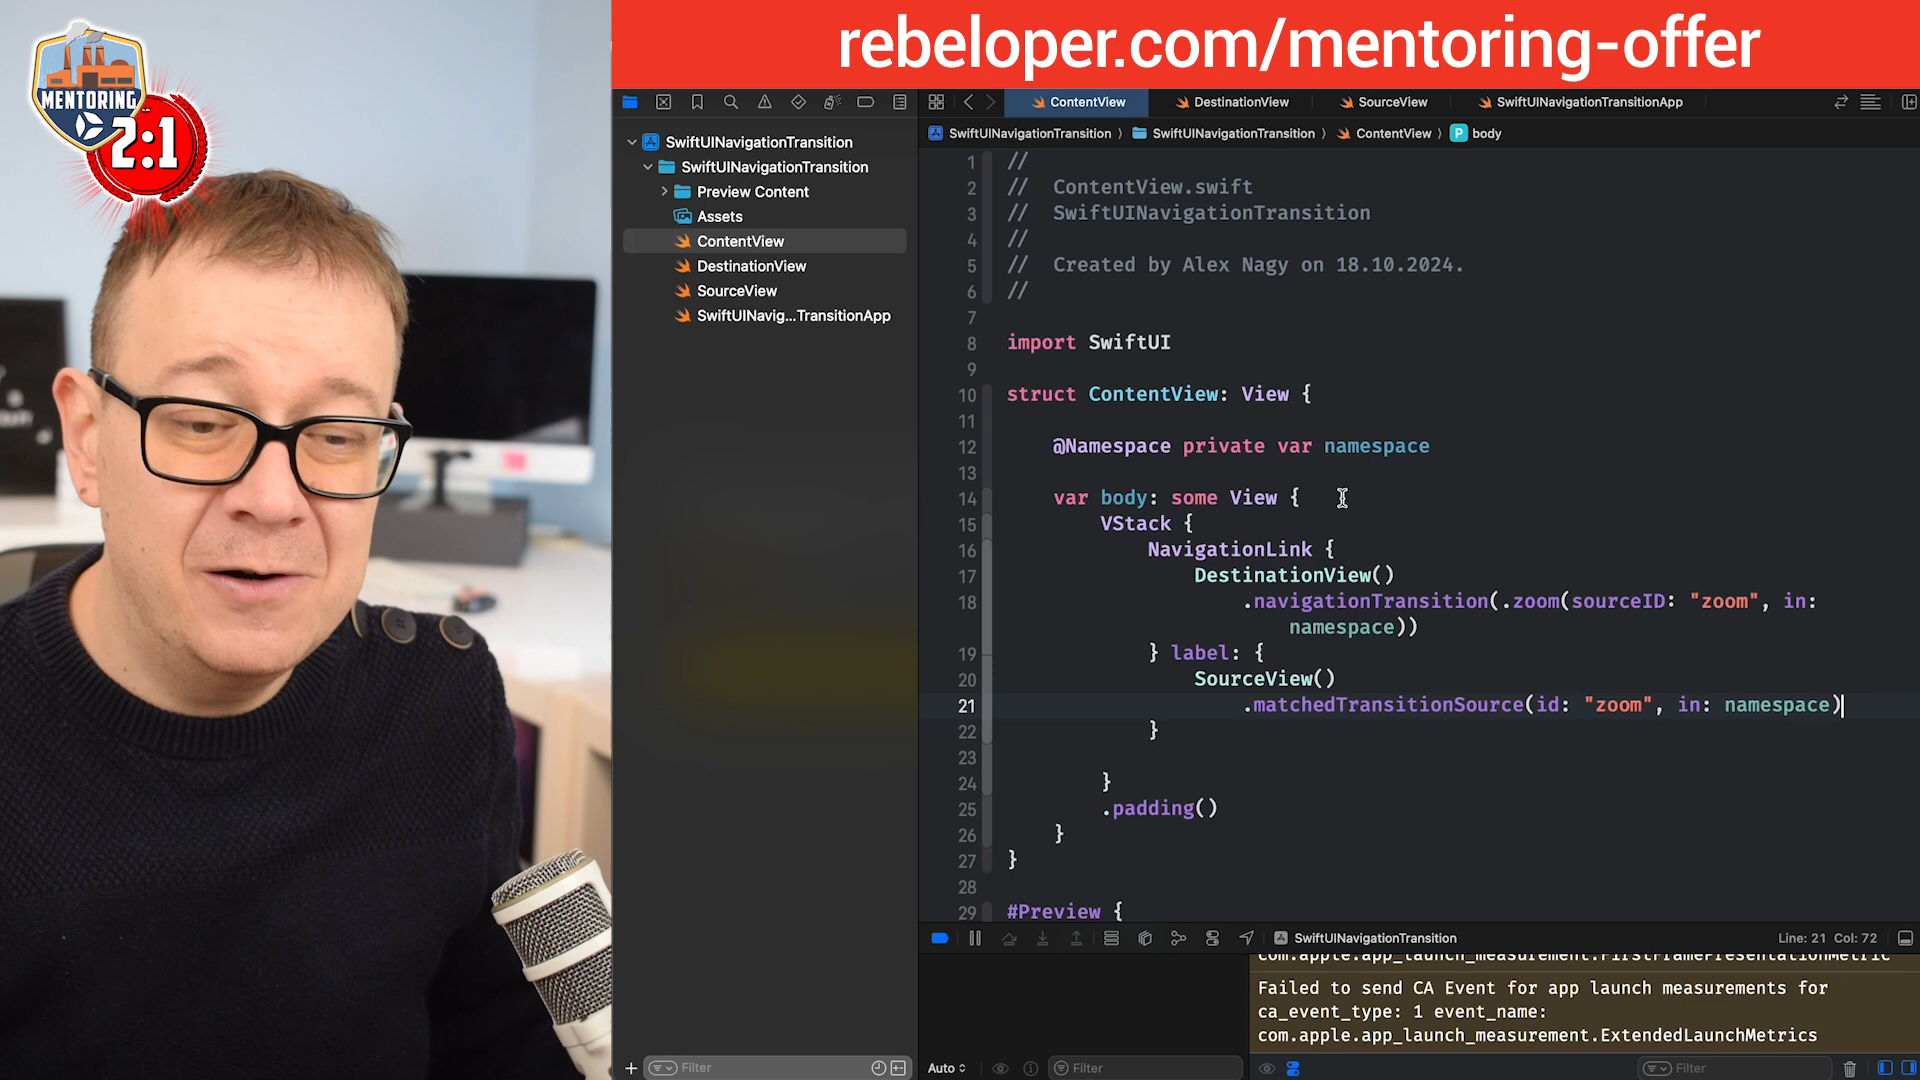 rebeloper.com/mentoring-offer
MENTORING
2:1
ContentView
DestinationView
SourceView
SwiftUINavigationTransitionApp
SwiftUINavigationTransition
SwiftUINavigationTransition
ContentView
P body
SwiftUINavigationTransition
SwiftUINavigationTransition
Preview Content
Assets
ContentView
DestinationView
SourceView
SwiftUINavig...TransitionApp
1 //
2 // ContentView.swift
3 // SwiftUINavigationTransition
4 //
5 // Created by Alex Nagy on 18.10.2024.
6 //
7
8 import SwiftUI
9
10 struct ContentView: View {
11
12 @Namespace private var namespace
13
14 var body: some View {
15 VStack {
16 NavigationLink {
17 DestinationView()
18 .navigationTransition(.zoom(sourceID: "zoom", in:
namespace))
19 } label: {
20 SourceView()
21 .matchedTransitionSource(id: "zoom", in: namespace)
22 }
23
24 }
25 .padding()
26 }
27 }
28
29 #Preview {
SwiftUINavigationTransition
Line: 21 Col: 72
com.apple.app_launch_measurement.FirstFramePresentationMetric
Failed to send CA Event for app launch measurements for
ca_event_type: 1 event_name:
com.apple.app_launch_measurement.ExtendedLaunchMetrics
Filter
Auto
Filter
Filter